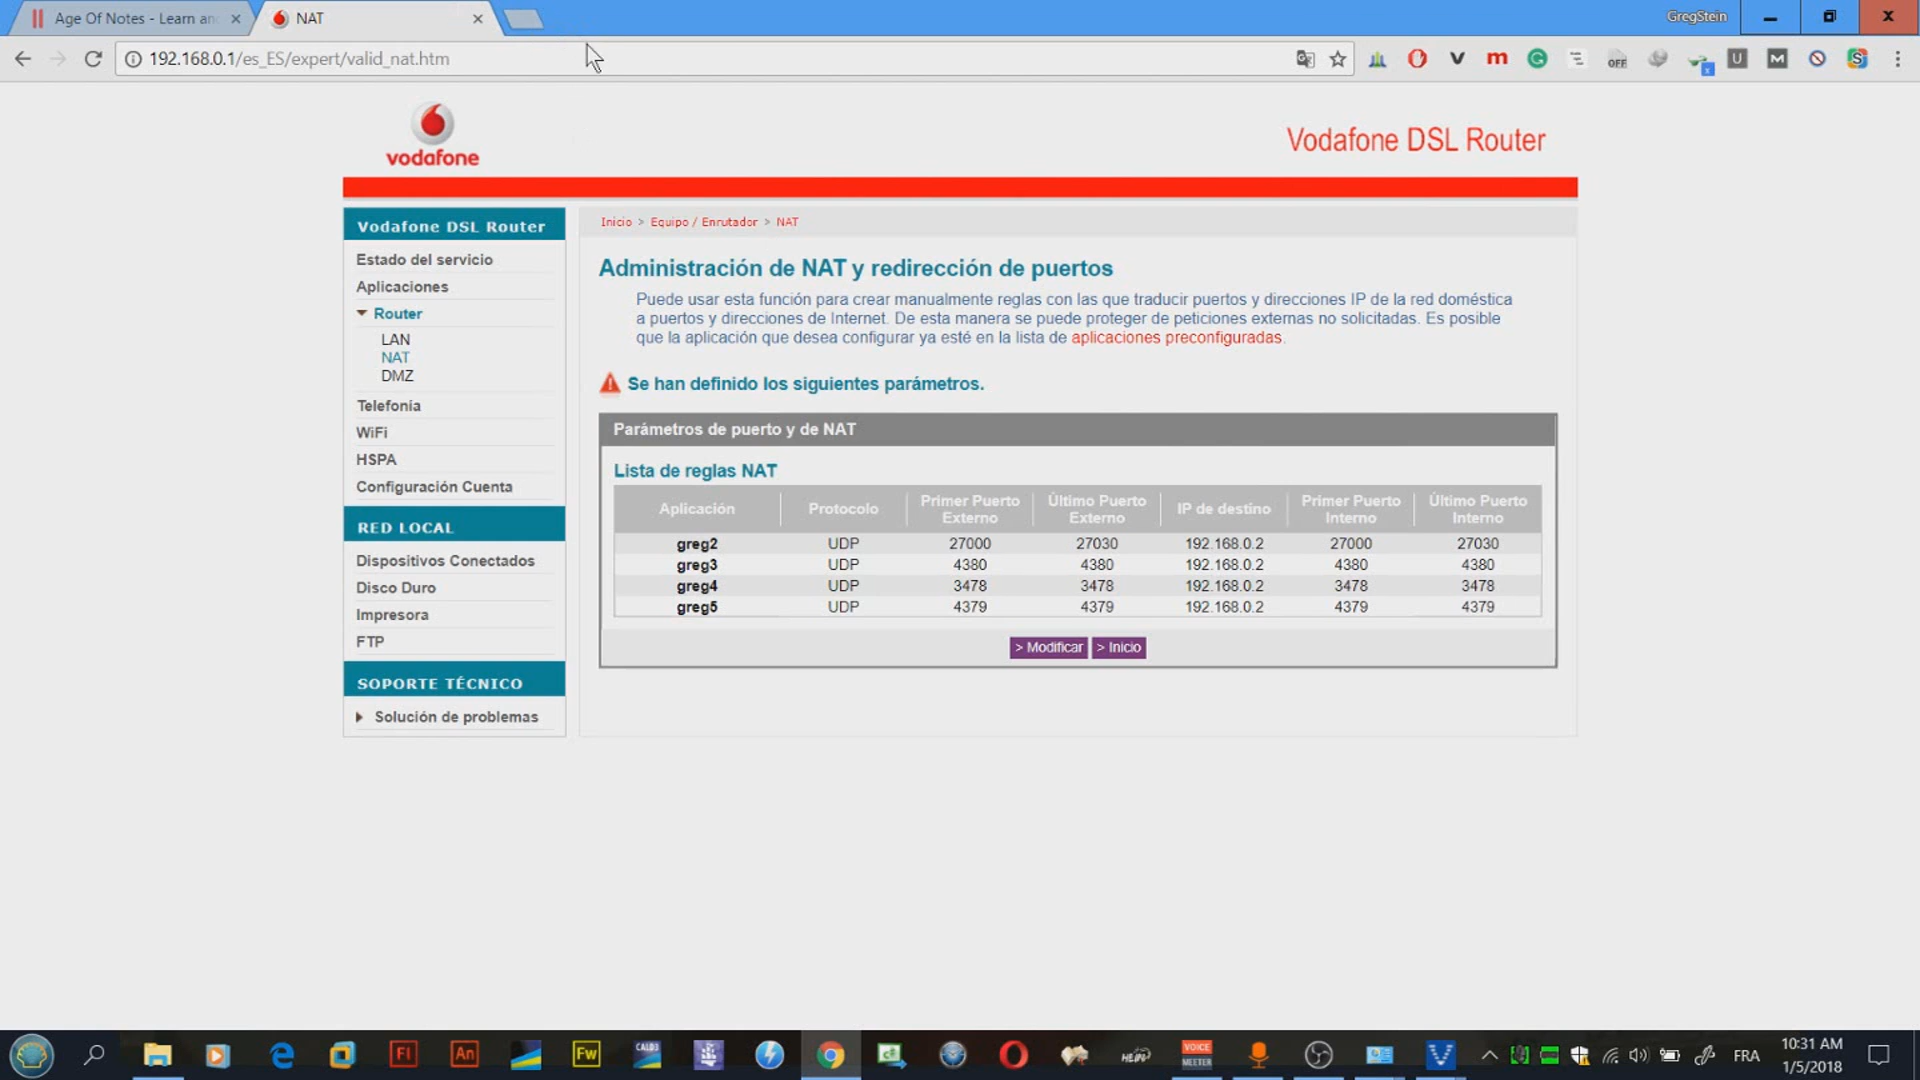 Age Of Notes - Learn an
NAT
GregStein
192.168.0.1/es_ES/expert/valid_nat.htm
OFF
vodafone
Vodafone DSL Router
Vodafone DSL Router
Estado del servicio
Aplicaciones
Router
LAN
NAT
DMZ
Telefonía
WiFi
HSPA
Configuración Cuenta
RED LOCAL
Dispositivos Conectados
Disco Duro
Impresora
FTP
SOPORTE TÉCNICO
Solución de problemas
Inicio > Equipo / Enrutador > NAT
Administración de NAT y redirección de puertos
Puede usar esta función para crear manualmente reglas con las que traducir puertos y direcciones IP de la red doméstica
a puertos y direcciones de Internet. De esta manera se puede proteger de peticiones externas no solicitadas. Es posible
que la aplicación que desea configurar ya esté en la lista de aplicaciones preconfiguradas.
Se han definido los siguientes parámetros.
Parámetros de puerto y de NAT
Lista de reglas NAT
Aplicación Protocolo Primer Puerto Externo Último Puerto Externo IP de destino Primer Puerto Interno Último Puerto Interno
greg2 UDP 27000 27030 192.168.0.2 27000 27030
greg3 UDP 4380 4380 192.168.0.2 4380 4380
greg4 UDP 3478 3478 192.168.0.2 3478 3478
greg5 UDP 4379 4379 192.168.0.2 4379 4379
> Modificar > Inicio
Fl
An
Fw
VOICE
MEETER
FRA
10:31 AM
1/5/2018